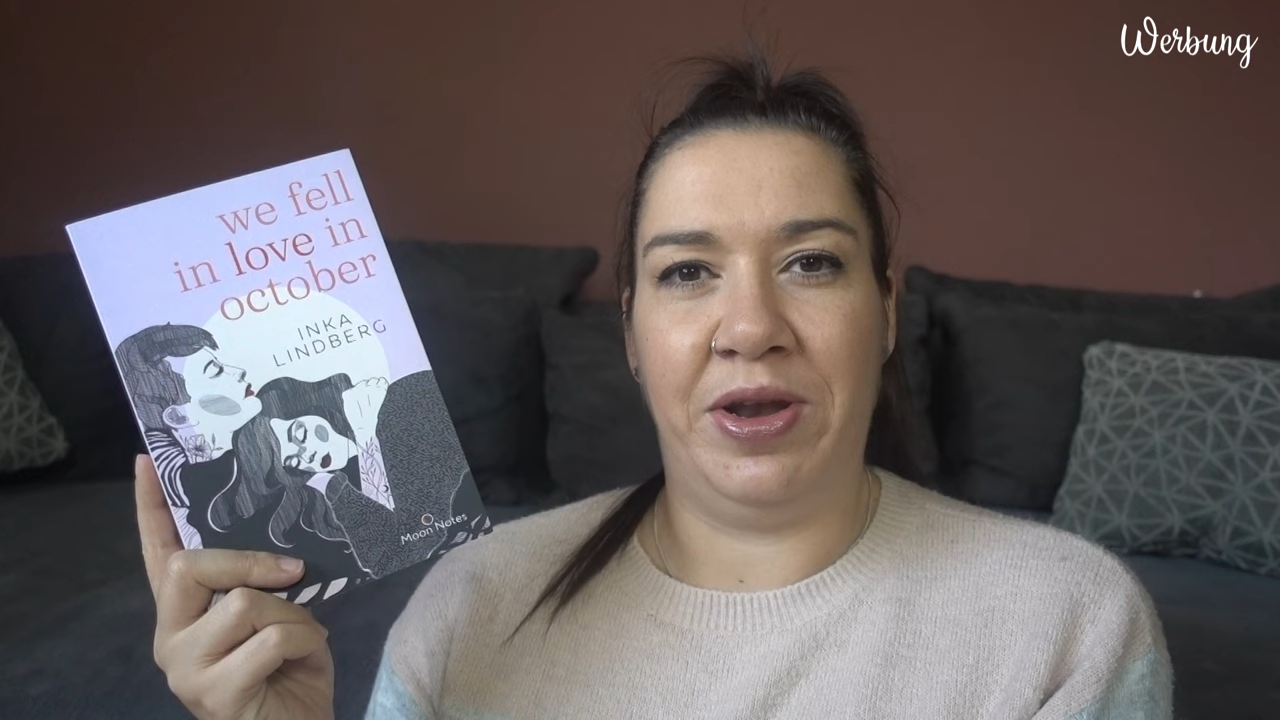 Werbung
we fell
in love in
october
INKA
LINDBERG
Moon Notes